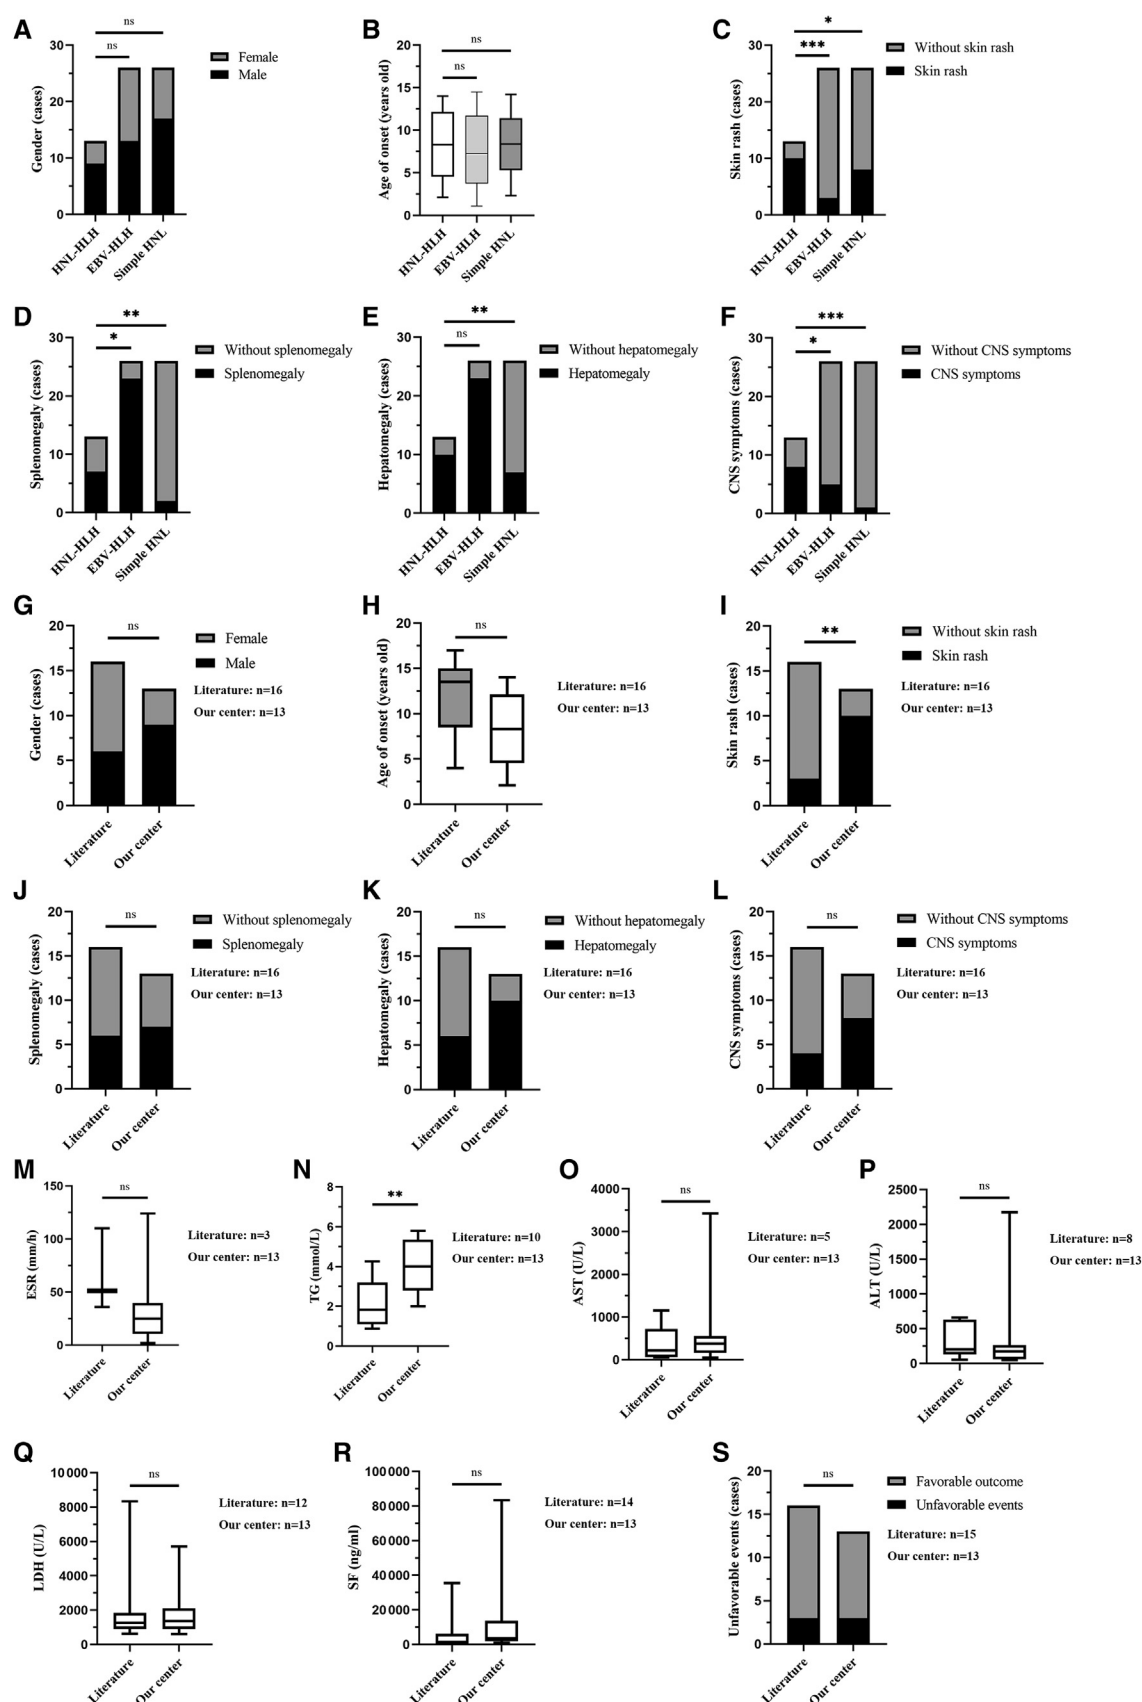 A
ns
ns
Gender (cases)
30
20
10
0
HNL-HLH
EBV-HLH
Simple HNL
Female
Male
B
ns
ns
Age of onset (years old)
20
15
10
5
0
HNL-HLH
EBV-HLH
Simple HNL
C
*
***
Skin rash (cases)
30
20
10
0
HNL-HLH
EBV-HLH
Simple HNL
Without skin rash
Skin rash
D
**
*
Splenomegaly (cases)
30
20
10
0
HNL-HLH
EBV-HLH
Simple HNL
Without splenomegaly
Splenomegaly
E
**
ns
Hepatomegaly (cases)
30
20
10
0
HNL-HLH
EBV-HLH
Simple HNL
Without hepatomegaly
Hepatomegaly
F
***
*
CNS symptoms (cases)
30
20
10
0
HNL-HLH
EBV-HLH
Simple HNL
Without CNS symptoms
CNS symptoms
G
ns
Gender (cases)
20
15
10
5
0
Literature
Our center
Female
Male
Literature: n=16
Our center: n=13
H
ns
Age of onset (years old)
20
15
10
5
0
Literature
Our center
Literature: n=16
Our center: n=13
I
**
Skin rash (cases)
20
15
10
5
0
Literature
Our center
Without skin rash
Skin rash
Literature: n=16
Our center: n=13
J
ns
Splenomegaly (cases)
20
15
10
5
0
Literature
Our center
Without splenomegaly
Splenomegaly
Literature: n=16
Our center: n=13
K
ns
Hepatomegaly (cases)
20
15
10
5
0
Literature
Our center
Without hepatomegaly
Hepatomegaly
Literature: n=16
Our center: n=13
L
ns
CNS symptoms (cases)
20
15
10
5
0
Literature
Our center
Without CNS symptoms
CNS symptoms
Literature: n=16
Our center: n=13
M
ns
ESR (mm/h)
150
100
50
0
Literature
Our center
Literature: n=3
Our center: n=13
N
**
TG (mmol/L)
8
6
4
2
0
Literature
Our center
Literature: n=10
Our center: n=13
O
ns
AST (U/L)
4000
3000
2000
1000
0
Literature
Our center
Literature: n=5
Our center: n=13
P
ns
ALT (U/L)
2500
2000
1500
1000
500
0
Literature
Our center
Literature: n=8
Our center: n=13
Q
ns
LDH (U/L)
10 000
8000
6000
4000
2000
0
Literature
Our center
Literature: n=12
Our center: n=13
R
ns
SF (ng/ml)
100 000
80 000
60 000
40 000
20 000
0
Literature
Our center
Literature: n=14
Our center: n=13
S
ns
Unfavorable events (cases)
20
15
10
5
0
Literature
Our center
Favorable outcome
Unfavorable events
Literature: n=15
Our center: n=13